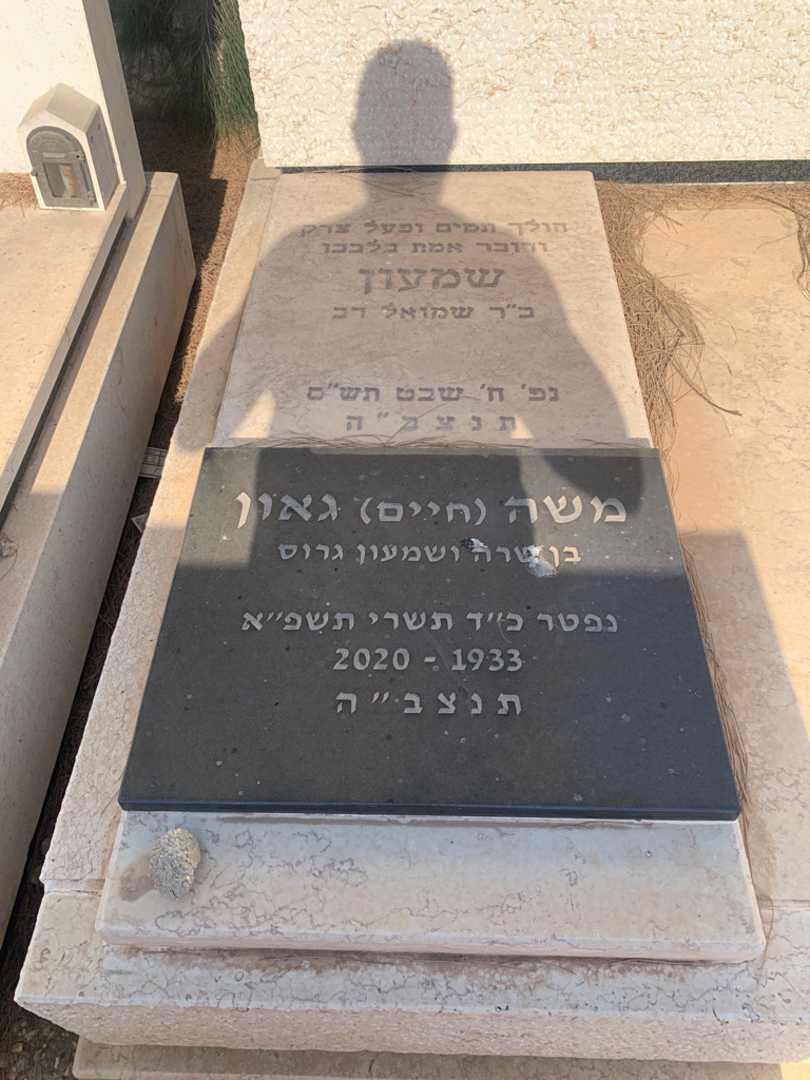 הולך תמים ופעל צדק
ודובר אמת בלבבו
שמעון
ב"ר שמואל דב
נפ' ח' שבט תש"ס
תנצב"ה
משה (חיים) גאון
בן שרה ושמעון גרוס
נפטר כ"ד תשרי תשפ"א
1933 - 2020
תנצב"ה